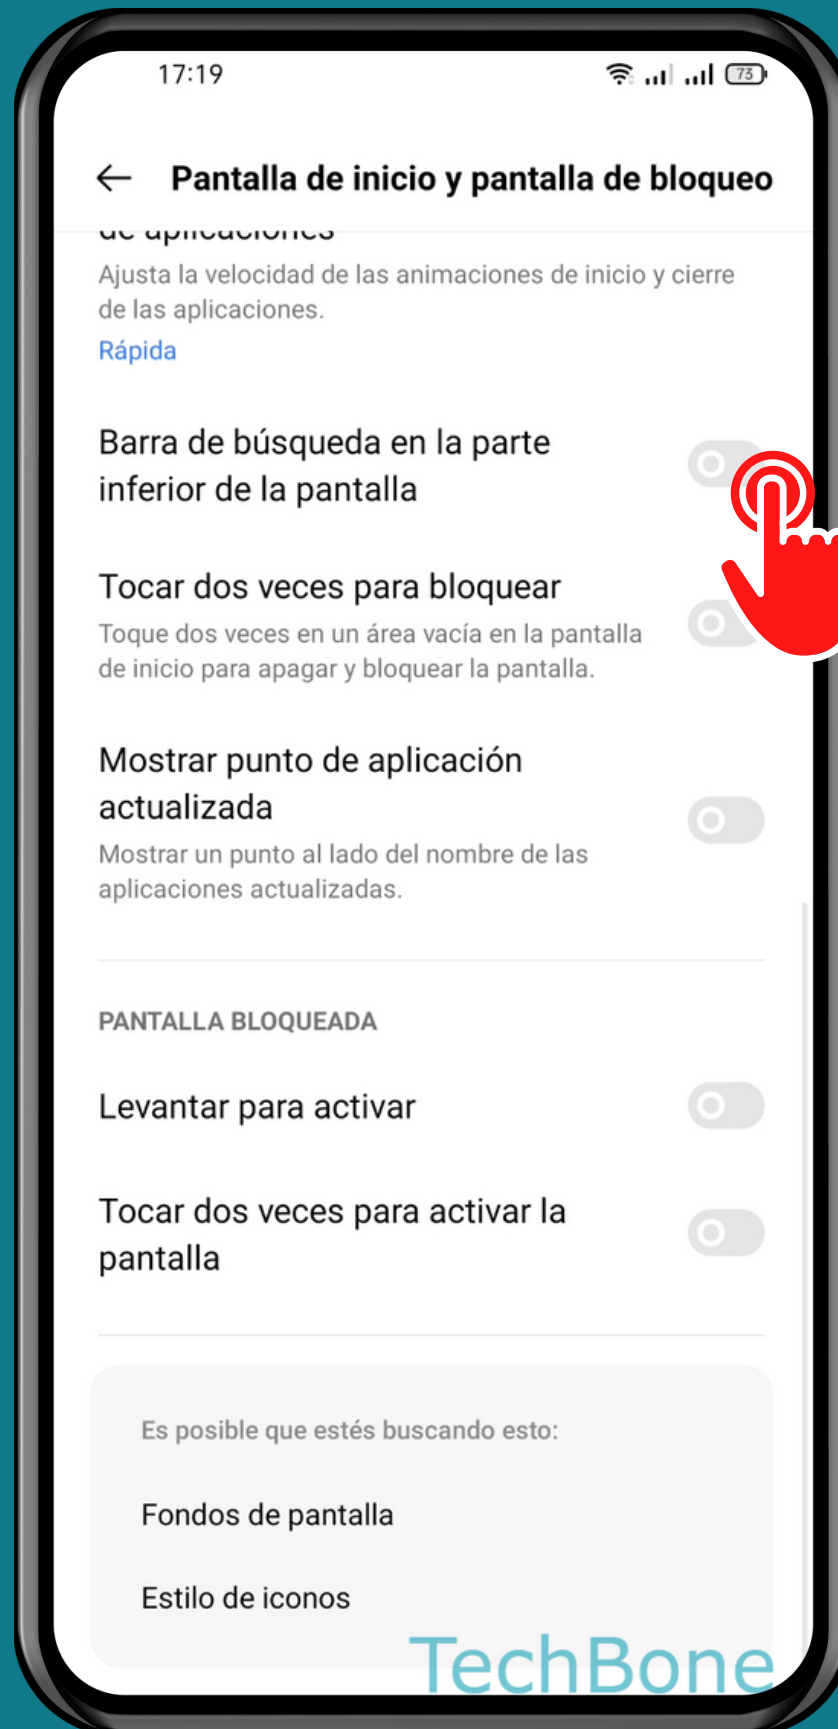 17:19
73
Pantalla de inicio y pantalla de bloqueo
de aplicaciones
Ajusta la velocidad de las animaciones de inicio y cierre
de las aplicaciones.
Rápida
Barra de búsqueda en la parte
inferior de la pantalla
Tocar dos veces para bloquear
Toque dos veces en un área vacía en la pantalla
de inicio para apagar y bloquear la pantalla.
Mostrar punto de aplicación
actualizada
Mostrar un punto al lado del nombre de las
aplicaciones actualizadas.
PANTALLA BLOQUEADA
Levantar para activar
Tocar dos veces para activar la
pantalla
Es posible que estés buscando esto:
Fondos de pantalla
Estilo de iconos
TechBone